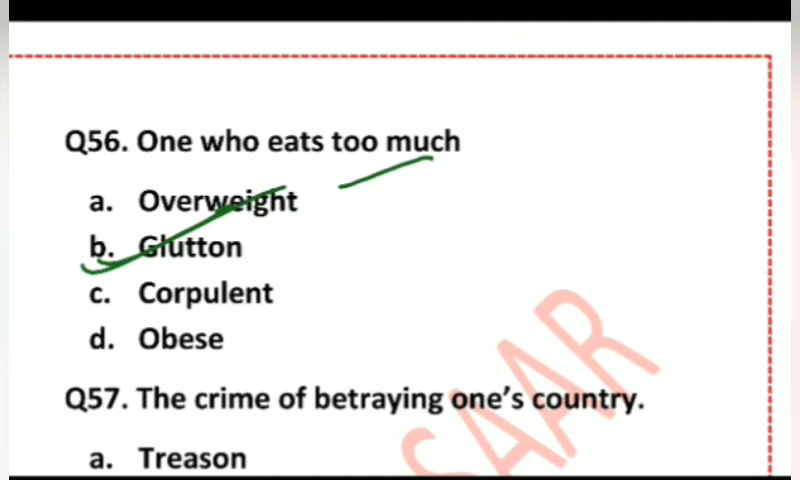 Q56. One who eats too much
a. Overweight
b. Glutton
c. Corpulent
d. Obese
Q57. The crime of betraying one's country.
a. Treason
SAAR